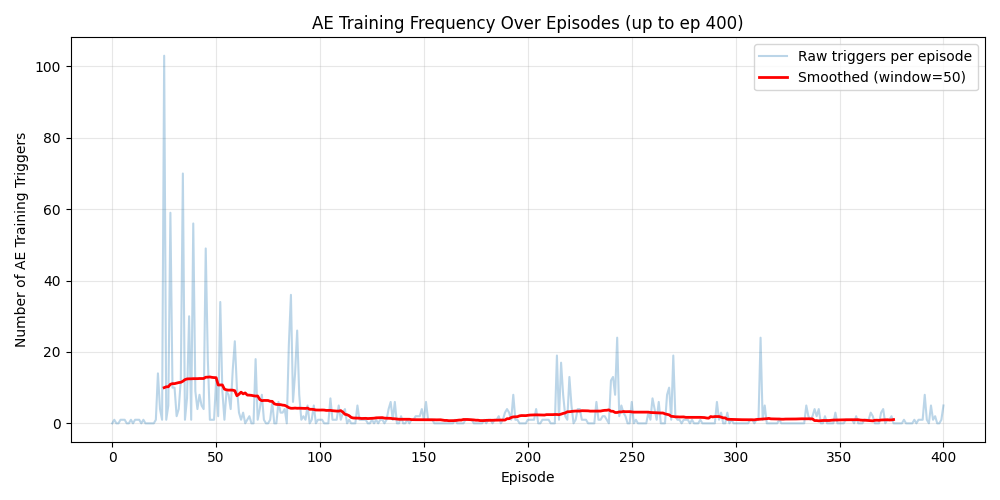 AE Training Frequency Over Episodes (up to ep 400)
Raw triggers per episode
Smoothed (window=50)
Number of AE Training Triggers
100
80
60
40
20
0
0 50 100 150 200 250 300 350 400
Episode